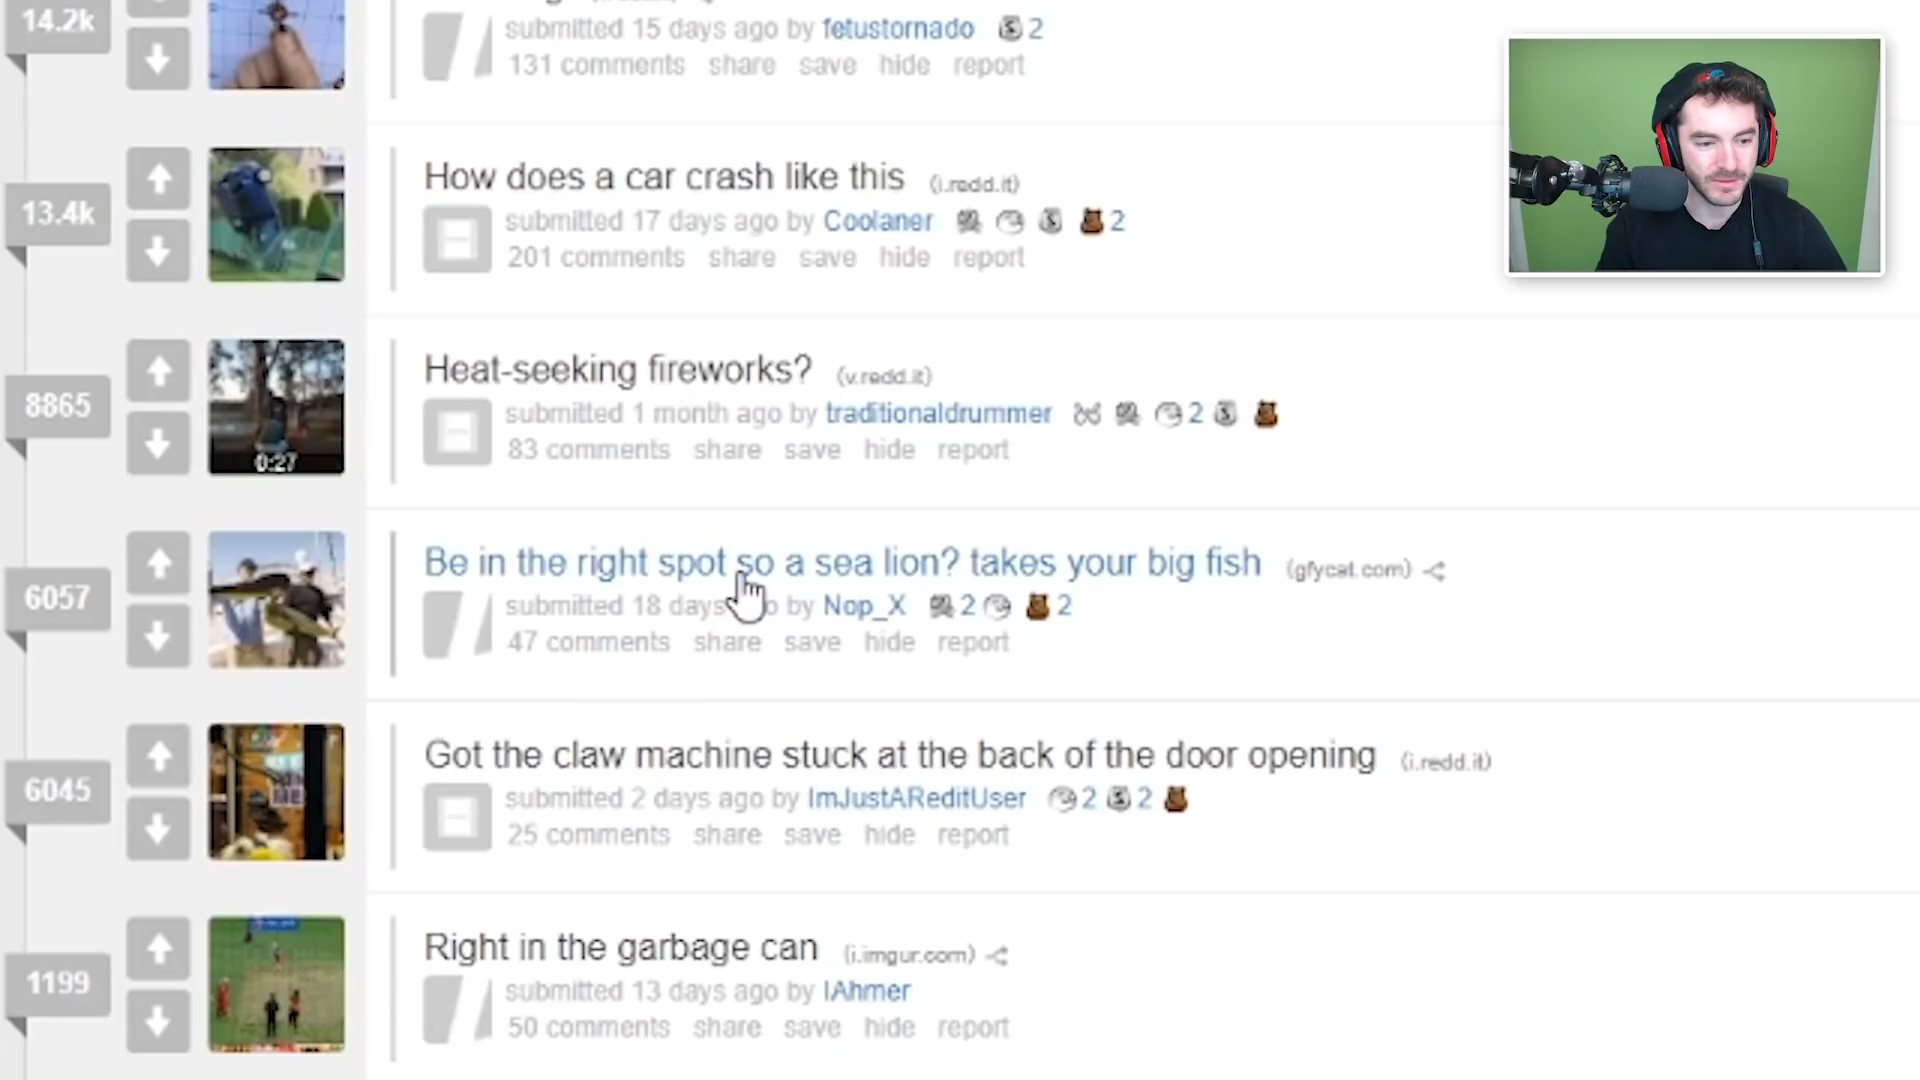 14.2k
submitted 15 days ago by fetustornado 2
131 comments share save hide report
How does a car crash like this (i.redd.it)
13.4k
submitted 17 days ago by Coolaner 2
201 comments share save hide report
Heat-seeking fireworks? (v.redd.it)
8865
submitted 1 month ago by traditionaldrummer 2
0:27
83 comments share save hide report
Be in the right spot so a sea lion? takes your big fish (gfycat.com)
6057
submitted 18 days by Nop_X 2 2
47 comments share save hide report
Got the claw machine stuck at the back of the door opening (i.redd.it)
6045
submitted 2 days ago by ImJustAReditUser 2 2
25 comments share save hide report
Right in the garbage can (i.imgur.com)
1199
submitted 13 days ago by IAhmer
50 comments share save hide report